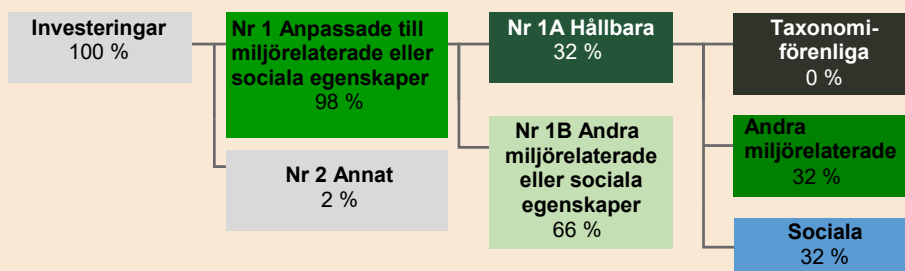 Investeringar
100 %
Nr 1 Anpassade till
miljörelaterade eller
sociala egenskaper
98 %
Nr 2 Annat
2 %
Nr 1A Hållbara
32 %
Nr 1B Andra
miljörelaterade
eller sociala
egenskaper
66 %
Taxonomi-
förenliga
0 %
Andra
miljörelaterade
32 %
Sociala
32 %